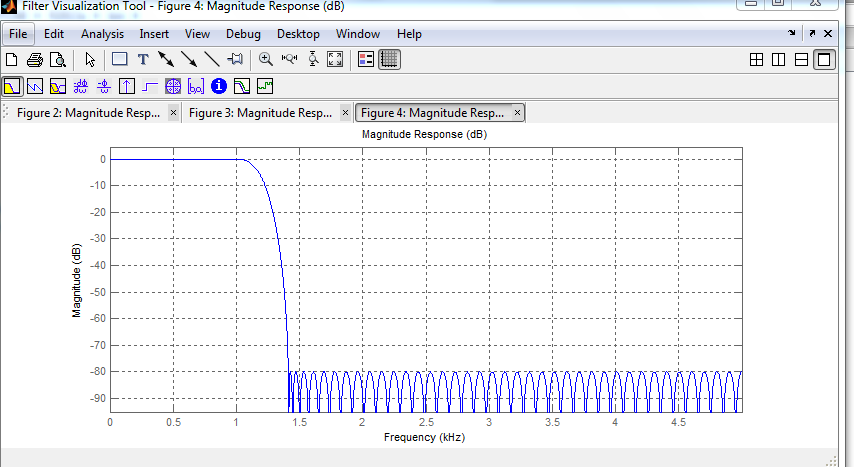 Filter Visualization Tool - Figure 4: Magnitude Response (dB)
File Edit Analysis Insert View Debug Desktop Window Help
Figure 2: Magnitude Resp... × Figure 3: Magnitude Resp... × Figure 4: Magnitude Resp... ×
Magnitude Response (dB)
0
-10
-20
-30
-40
-50
-60
-70
-80
-90
Magnitude (dB)
0 0.5 1 1.5 2 2.5 3 3.5 4 4.5
Frequency (kHz)